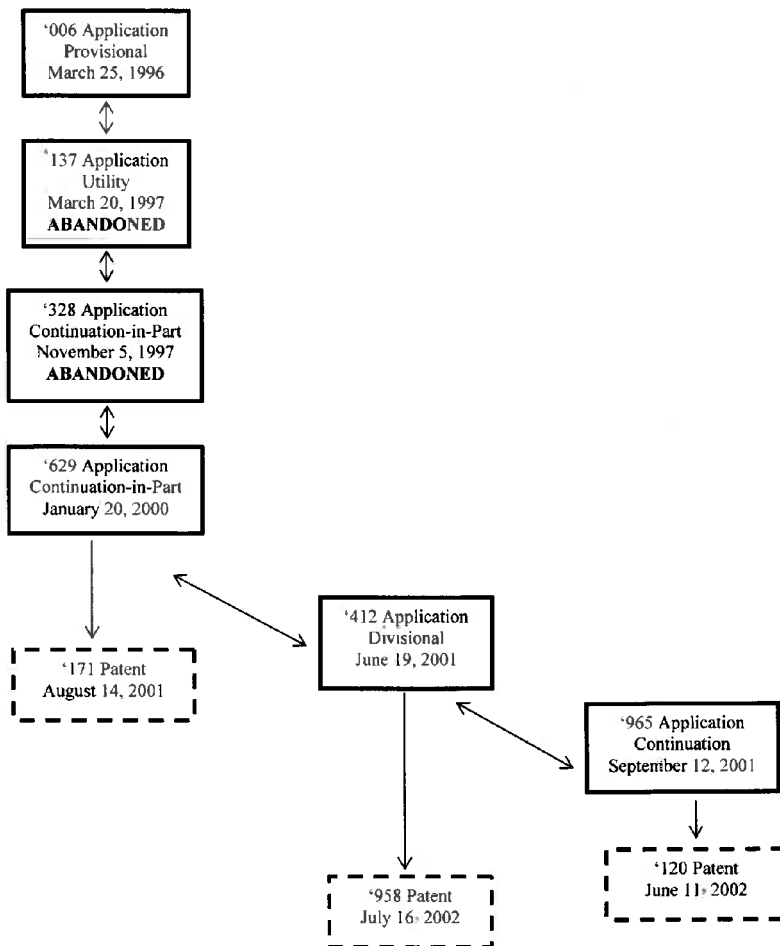 ‘006 Application
Provisional
March 25, 1996
‘137 Application
Utility
March 20, 1997
ABANDONED
‘328 Application
Continuation-in-Part
November 5, 1997
ABANDONED
‘629 Application
Continuation-in-Part
January 20, 2000
‘412 Application
Divisional
June 19, 2001
‘171 Patent
August 14, 2001
‘965 Application
Continuation
September 12, 2001
‘120 Patent
June 11, 2002
‘958 Patent
July 16, 2002